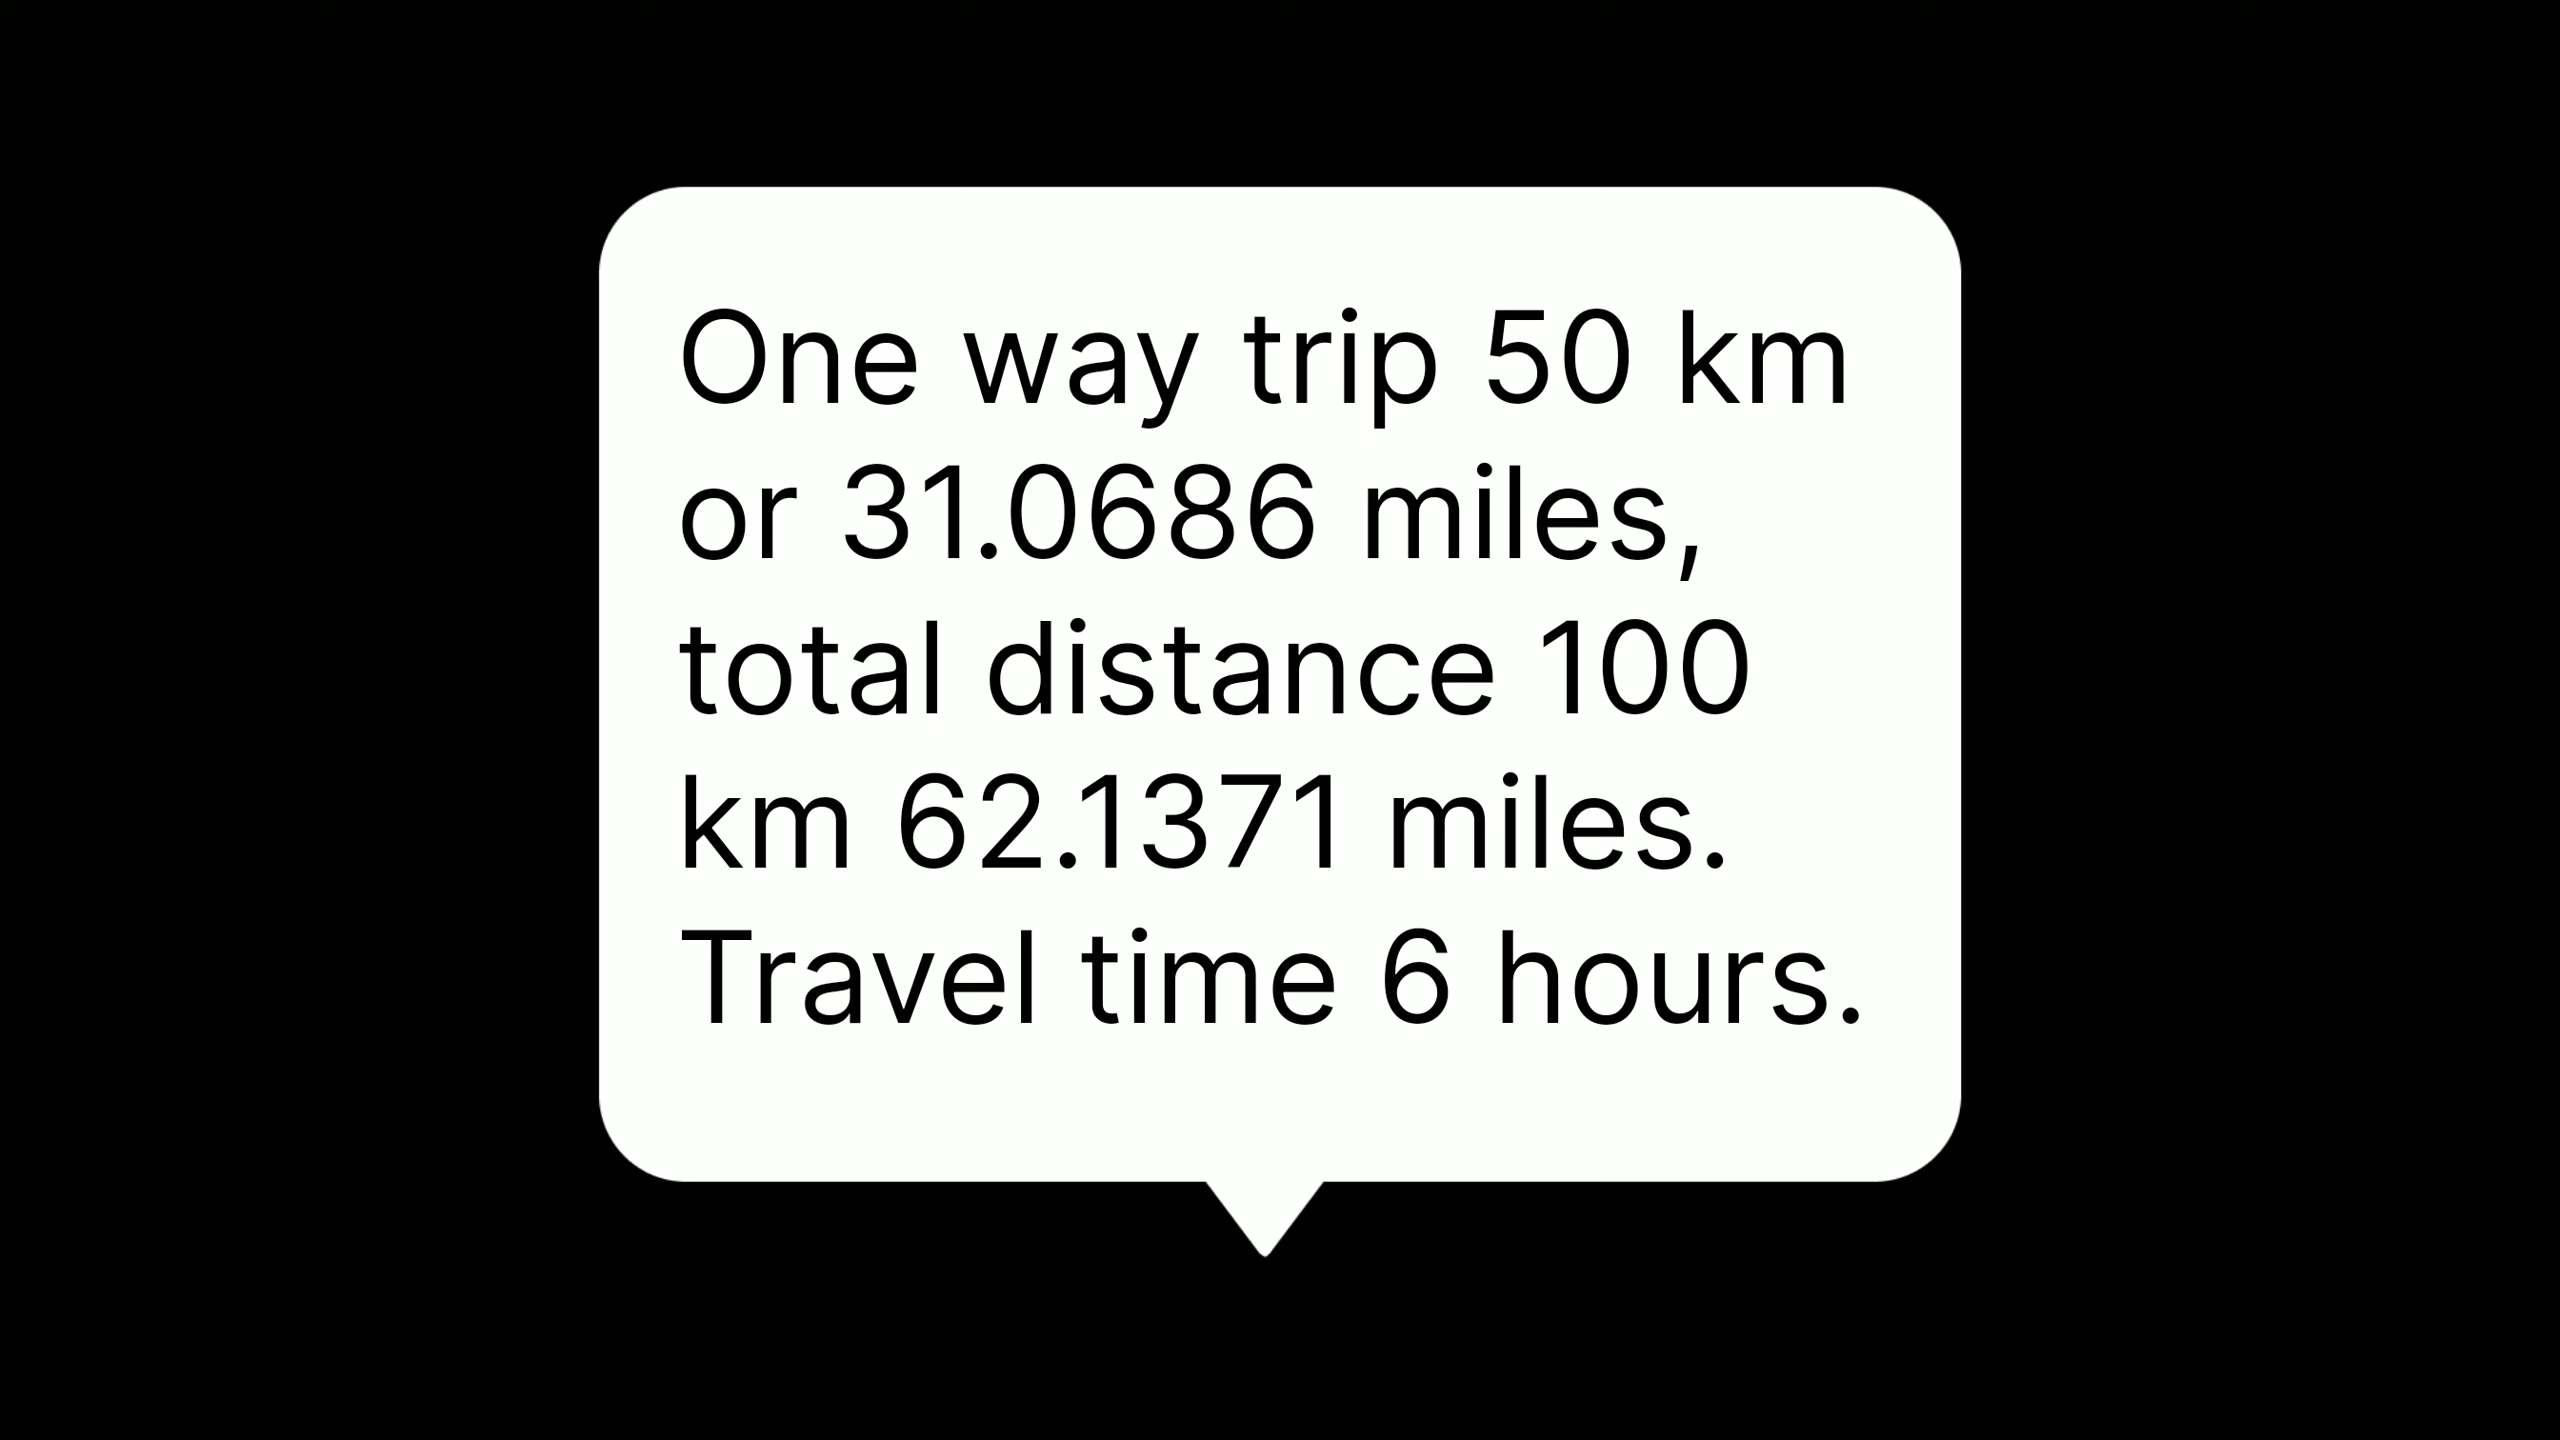 One way trip 50 km
or 31.0686 miles,
total distance 100
km 62.1371 miles.
Travel time 6 hours.